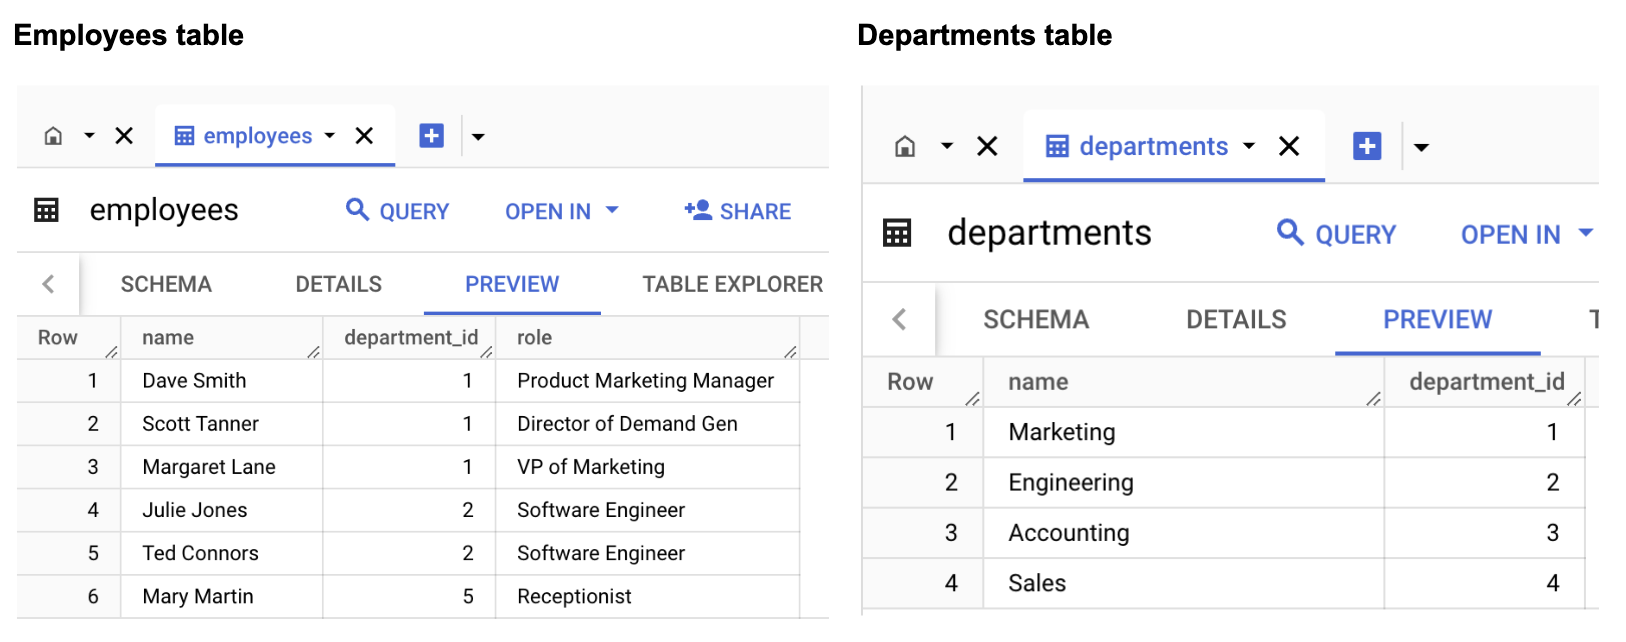 Employees table
employees
employees QUERY OPEN IN SHARE
SCHEMA DETAILS PREVIEW TABLE EXPLORER
Row name department_id role
1 Dave Smith 1 Product Marketing Manager
2 Scott Tanner 1 Director of Demand Gen
3 Margaret Lane 1 VP of Marketing
4 Julie Jones 2 Software Engineer
5 Ted Connors 2 Software Engineer
6 Mary Martin 5 Receptionist
Departments table
departments
departments QUERY OPEN IN
SCHEMA DETAILS PREVIEW T
Row name department_id
1 Marketing 1
2 Engineering 2
3 Accounting 3
4 Sales 4